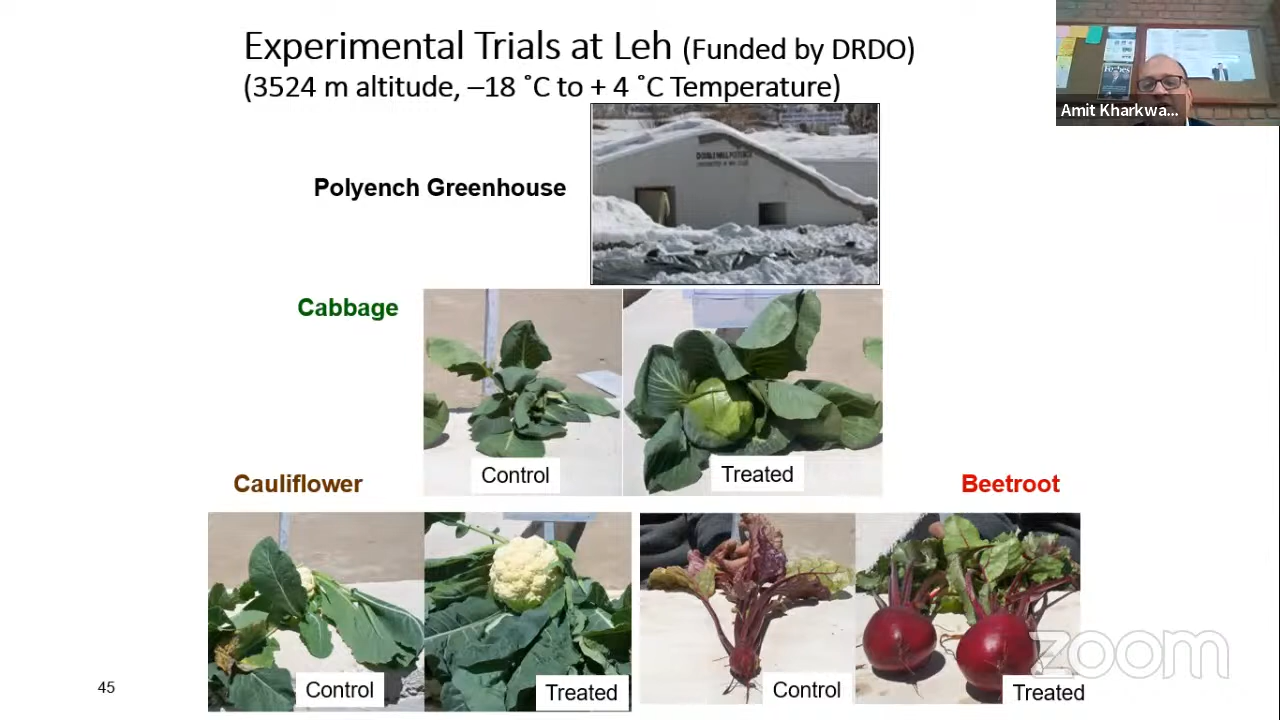 Experimental Trials at Leh (Funded by DRDO)
(3524 m altitude, –18 ˚C to + 4 ˚C Temperature)
Amit Kharkwa...
Polyench Greenhouse
Cabbage
Control
Treated
Cauliflower
Beetroot
Control
Treated
Control
Treated
zoom
45